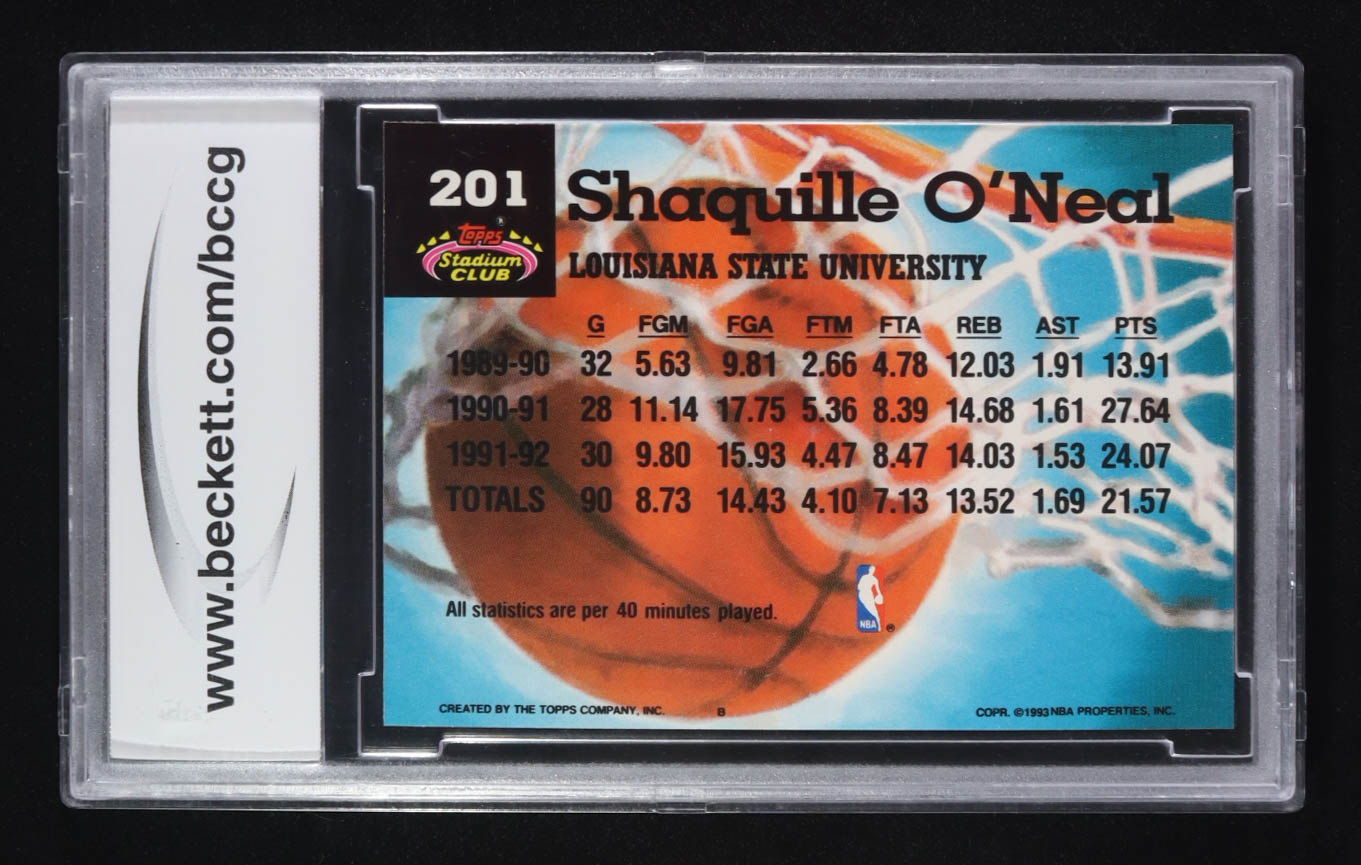 www.beckett.com/bccg
201
Topps ®
Stadium
CLUB
Shaquille O'Neal
LOUISIANA STATE UNIVERSITY
G FGM FGA FTM FTA REB AST PTS
1989-90 32 5.63 9.81 2.66 4.78 12.03 1.91 13.91
1990-91 28 11.14 17.75 5.36 8.39 14.68 1.61 27.64
1991-92 30 9.80 15.93 4.47 8.47 14.03 1.53 24.07
TOTALS 90 8.73 14.43 4.10 7.13 13.52 1.69 21.57
All statistics are per 40 minutes played.
NBA ®
CREATED BY THE TOPPS COMPANY, INC. B COPR. ©1993 NBA PROPERTIES, INC.